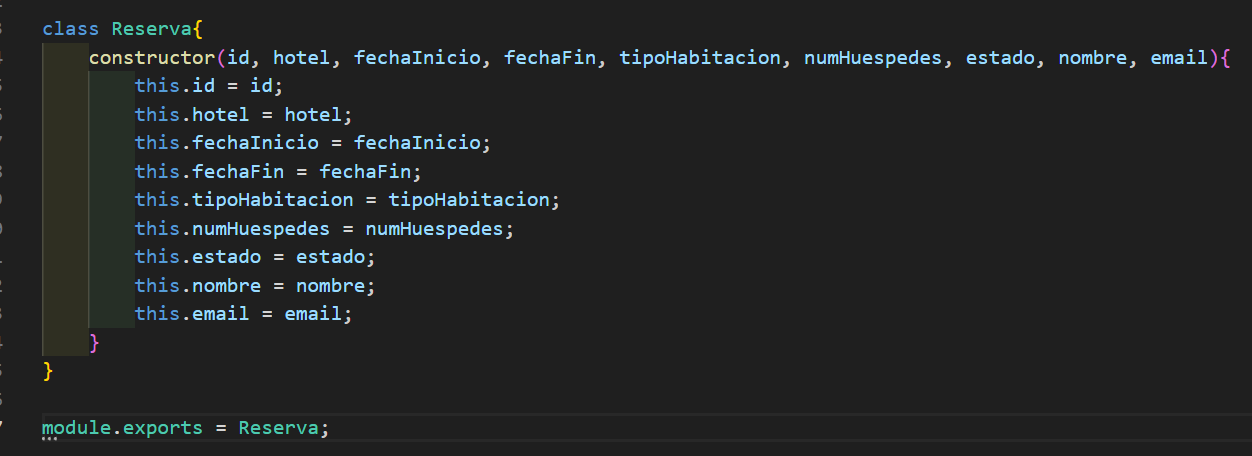 class Reserva{
    constructor(id, hotel, fechaInicio, fechaFin, tipoHabitacion, numHuespedes, estado, nombre, email){
        this.id = id;
        this.hotel = hotel;
        this.fechaInicio = fechaInicio;
        this.fechaFin = fechaFin;
        this.tipoHabitacion = tipoHabitacion;
        this.numHuespedes = numHuespedes;
        this.estado = estado;
        this.nombre = nombre;
        this.email = email;
    }
}
module.exports = Reserva;